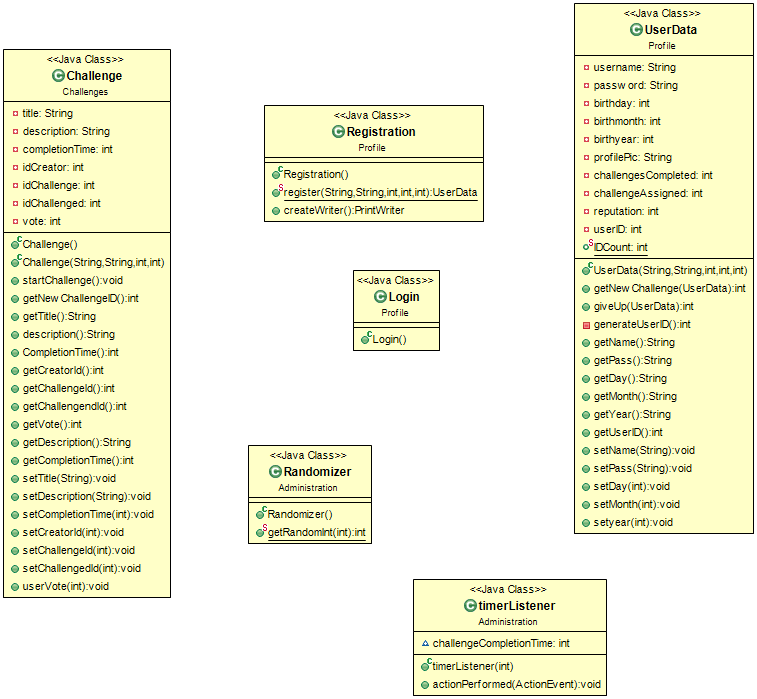 <<Java Class>>
Challenge
Challenges
title: String
description: String
completionTime: int
idCreator: int
idChallenge: int
idChallenged: int
vote: int
Challenge()
Challenge(String,String,int,int)
startChallenge():void
getNewChallengeID():int
getTitle():String
description():String
CompletionTime():int
getCreatorId():int
getChallengeId():int
getChallengendId():int
getVote():int
getDescription():String
getCompletionTime():int
setTitle(String):void
setDescription(String):void
setCompletionTime(int):void
setCreatorId(int):void
setChallengeId(int):void
setChallengedId(int):void
userVote(int):void
<<Java Class>>
Registration
Profile
Registration()
register(String,String,int,int,int):UserData
createWriter():PrintWriter
<<Java Class>>
Login
Profile
Login()
<<Java Class>>
Randomizer
Administration
Randomizer()
getRandomInt(int):int
<<Java Class>>
timerListener
Administration
challengeCompletionTime: int
timerListener(int)
actionPerformed(ActionEvent):void
<<Java Class>>
UserData
Profile
username: String
password: String
birthday: int
birthmonth: int
birthyear: int
profilePic: String
challengesCompleted: int
challengeAssigned: int
reputation: int
userID: int
IDCount: int
UserData(String,String,int,int,int)
getNewChallenge(UserData):int
giveUp(UserData):int
generateUserID():int
getName():String
getPass():String
getDay():String
getMonth():String
getYear():String
getUserID():int
setName(String):void
setPass(String):void
setDay(int):void
setMonth(int):void
setyear(int):void